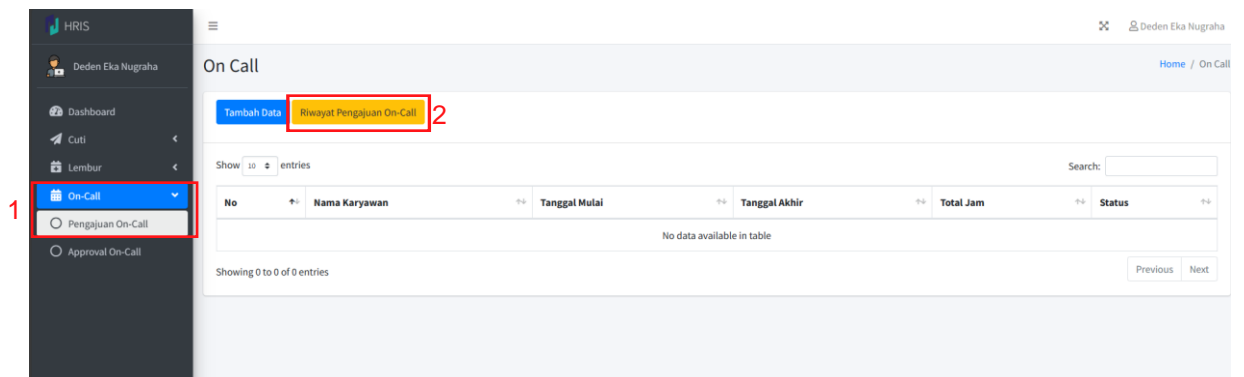 HRIS
Deden Eka Nugraha
Deden Eka Nugraha
On Call
Home / On Call
Dashboard
Cuti
Lembur
1
On-Call
Pengajuan On-Call
Approval On-Call
Tambah Data
Riwayat Pengajuan On-Call
2
Show 10 entries
Search:
No Nama Karyawan Tanggal Mulai Tanggal Akhir Total Jam Status
No data available in table
Showing 0 to 0 of 0 entries
Previous Next